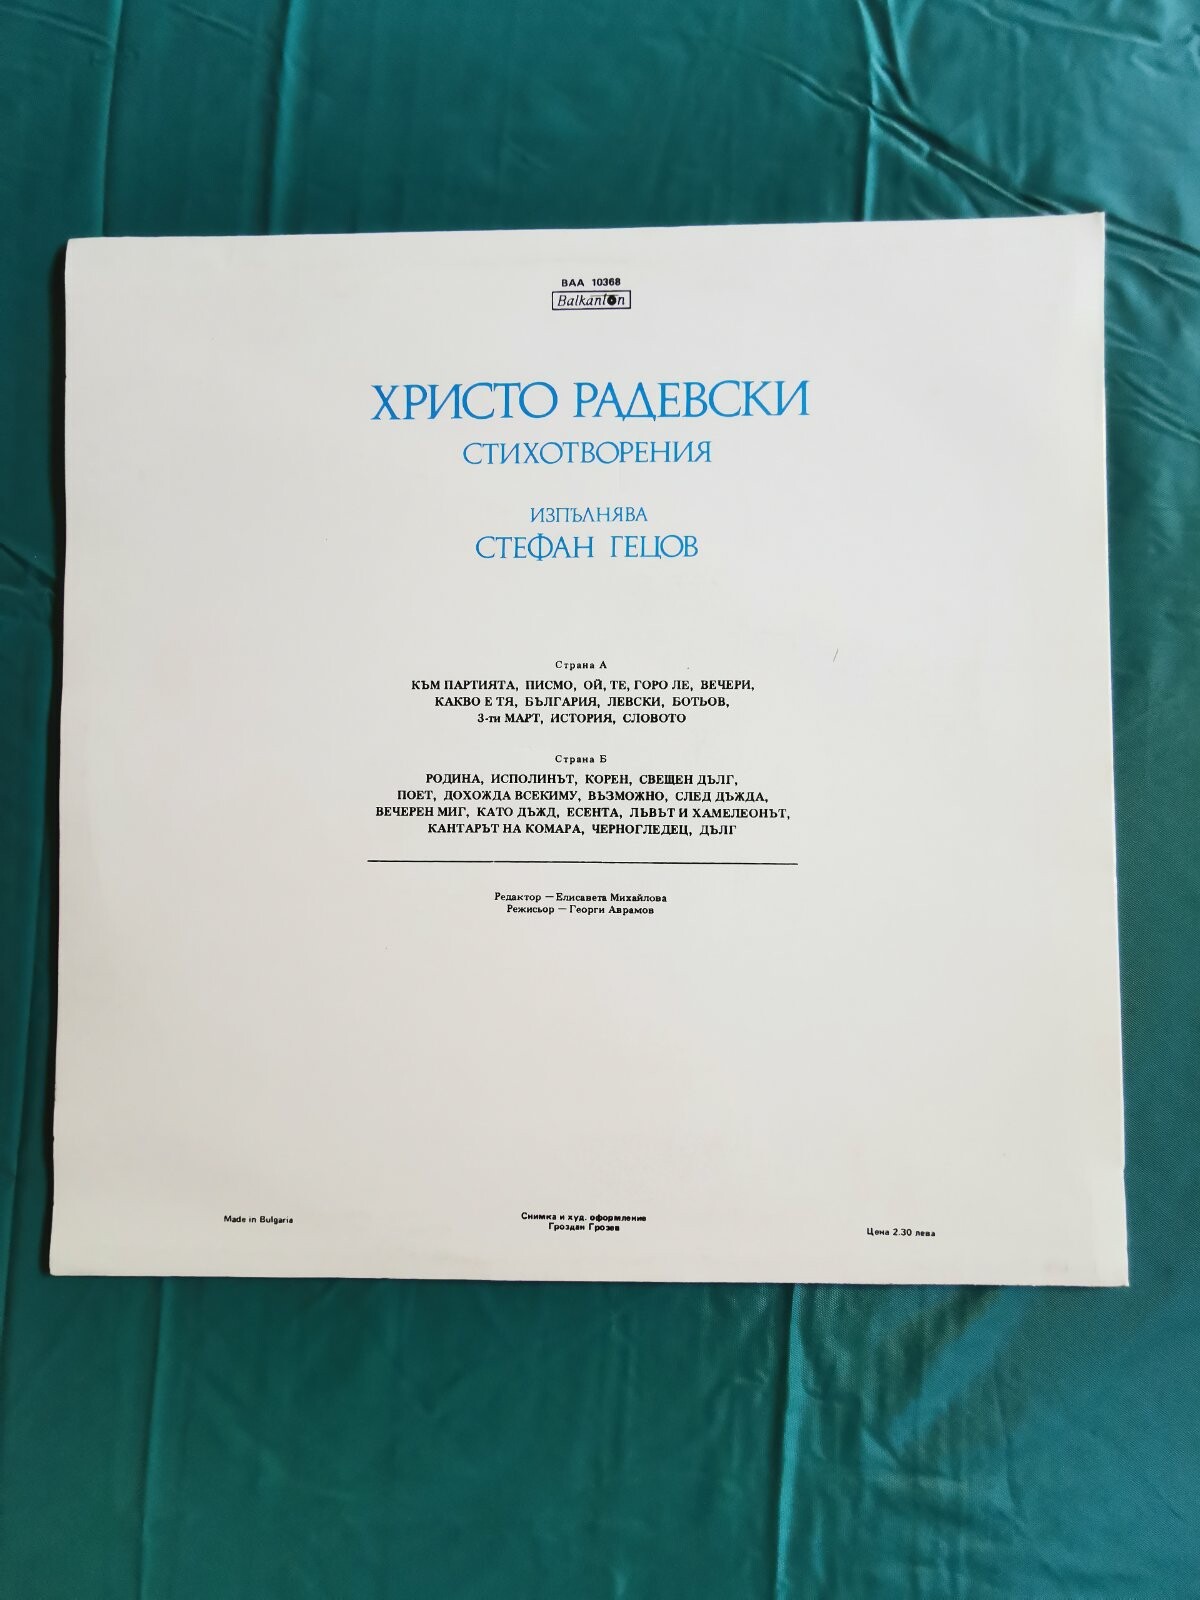 ВАА 10368
Balkanton
ХРИСТО РАДЕВСКИ
СТИХОТВОРЕНИЯ
ИЗПЪЛНЯВА
СТЕФАН ГЕЦОВ
Страна А
КЪМ ПАРТИЯТА, ПИСМО, ОЙ, ТЕ, ГОРО ЛЕ, ВЕЧЕРИ,
КАКВО Е ТЯ, БЪЛГАРИЯ, ЛЕВСКИ, БОТЬОВ,
3-ти МАРТ, ИСТОРИЯ, СЛОВОТО
Страна Б
РОДИНА, ИСПОЛИНЪТ, КОРЕН, СВЕЩЕН ДЪЛГ,
ПОЕТ, ДОХОЖДА ВСЕКИМУ, ВЪЗМОЖНО, СЛЕД ДЪЖДА,
ВЕЧЕРЕН МИГ, КАТО ДЪЖД, ЕСЕНТА, ЛЪВЪТ И ХАМЕЛЕОНЪТ,
КАНТАРЪТ НА КОМАРА, ЧЕРНОГЛЕДЕЦ, ДЪЛГ
Редактор — Елисавета Михайлова
Режисьор — Георги Аврамов
Made in Bulgaria
Снимка и худ. оформление
Гроздан Грозев
Цена 2.30 лева